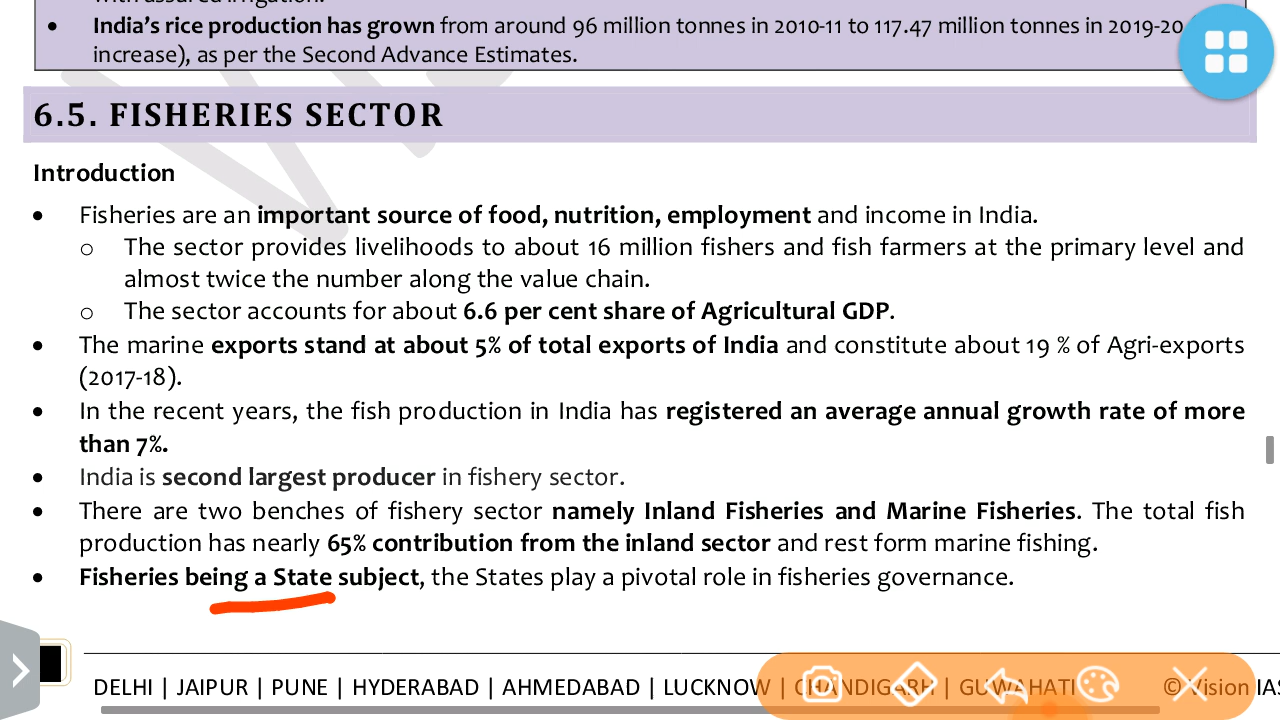 India's rice production has grown from around 96 million tonnes in 2010-11 to 117.47 million tonnes in 2019-20
increase), as per the Second Advance Estimates.
6.5. FISHERIES SECTOR
Introduction
• Fisheries are an important source of food, nutrition, employment and income in India.
o The sector provides livelihoods to about 16 million fishers and fish farmers at the primary level and
almost twice the number along the value chain.
o The sector accounts for about 6.6 per cent share of Agricultural GDP.
• The marine exports stand at about 5% of total exports of India and constitute about 19 % of Agri-exports
(2017-18).
• In the recent years, the fish production in India has registered an average annual growth rate of more
than 7%.
• India is second largest producer in fishery sector.
• There are two benches of fishery sector namely Inland Fisheries and Marine Fisheries. The total fish
production has nearly 65% contribution from the inland sector and rest form marine fishing.
• Fisheries being a State subject, the States play a pivotal role in fisheries governance.
DELHI | JAIPUR | PUNE | HYDERABAD | AHMEDABAD | LUCKNOW | CHANDIGARH | GUWAHATI © Vision IAS